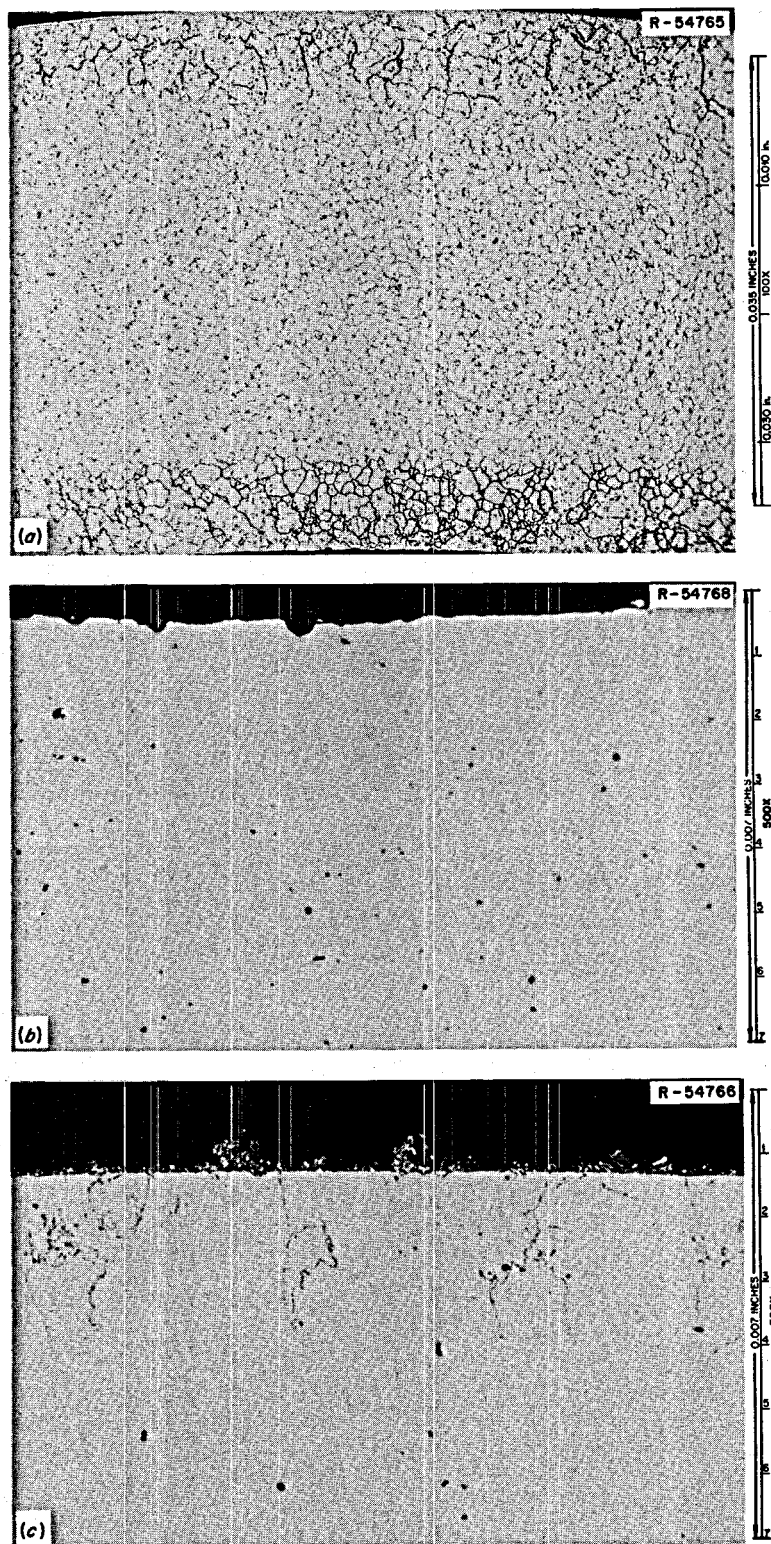 R-54765
0.010 in.
0.035 INCHES
100X
0.030 in.
(a)
R-54768
1
2
3
0.007 INCHES
500X
4
5
6
7
(b)
R-54766
1
2
3
0.007 INCHES
4
5
6
7
(c)